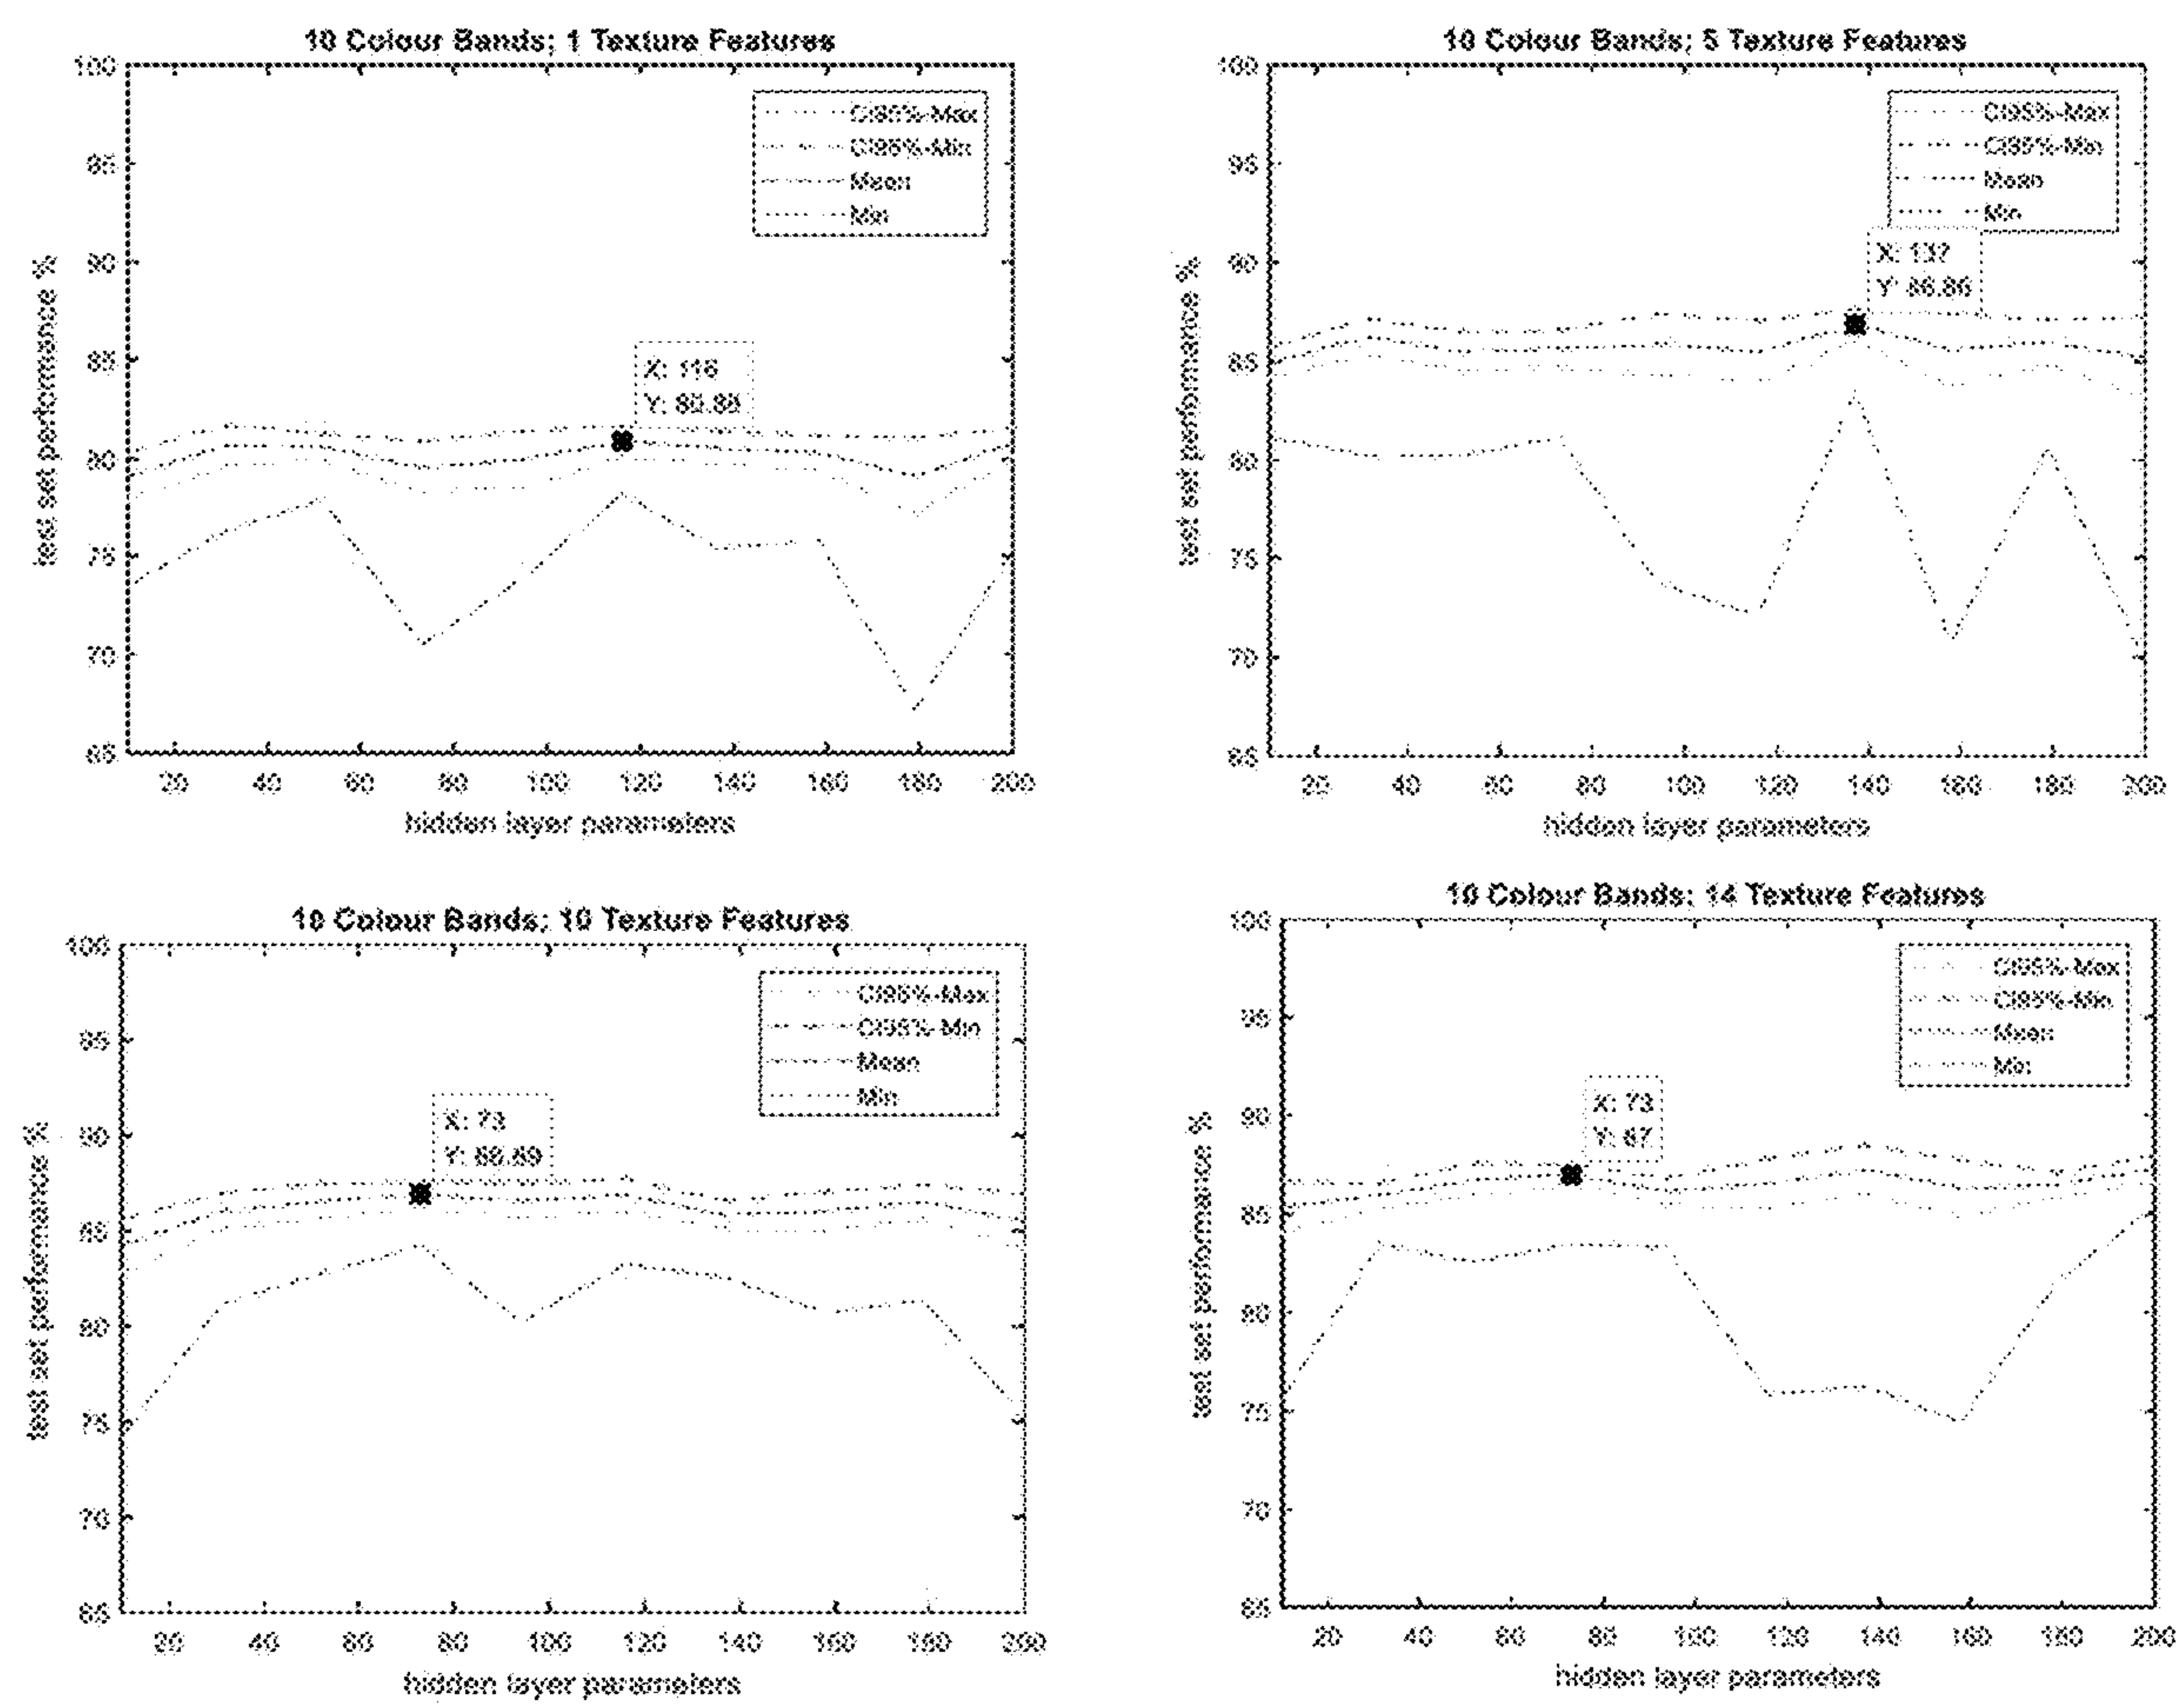 10 Colour Bands; 1 Texture Features
100
95
90
85
80
75
70
65
20 40 60 80 100 120 140 160 180 200
test set performance %
hidden layer parameters
CI95%-Max
CI95%-Min
Mean
Min
X: 116
10 Colour Bands; 5 Texture Features
100
95
90
85
80
75
70
65
20 40 60 80 100 120 140 160 180 200
test set performance %
hidden layer parameters
CI95%-Max
CI95%-Min
Mean
Min
X: 137
Y: 86.86
10 Colour Bands; 10 Texture Features
100
95
90
85
80
75
70
65
20 40 60 80 100 120 140 160 180 200
test set performance %
hidden layer parameters
CI95%-Max
CI95%-Min
Mean
Min
X: 73
10 Colour Bands; 14 Texture Features
100
95
90
85
80
75
70
65
20 40 60 80 100 120 140 160 180 200
test set performance %
hidden layer parameters
CI95%-Max
CI95%-Min
Mean
Min
X: 73
Y: 87